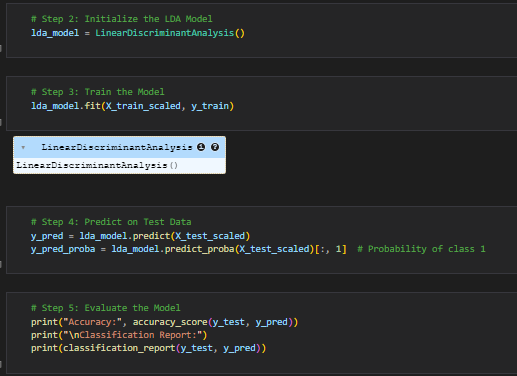 # Step 2: Initialize the LDA Model
lda_model = LinearDiscriminantAnalysis()
# Step 3: Train the Model
lda_model.fit(X_train_scaled, y_train)
LinearDiscriminantAnalysis i ?
LinearDiscriminantAnalysis()
# Step 4: Predict on Test Data
y_pred = lda_model.predict(X_test_scaled)
y_pred_proba = lda_model.predict_proba(X_test_scaled)[:, 1]  # Probability of class 1
# Step 5: Evaluate the Model
print("Accuracy:", accuracy_score(y_test, y_pred))
print("\nClassification Report:")
print(classification_report(y_test, y_pred))